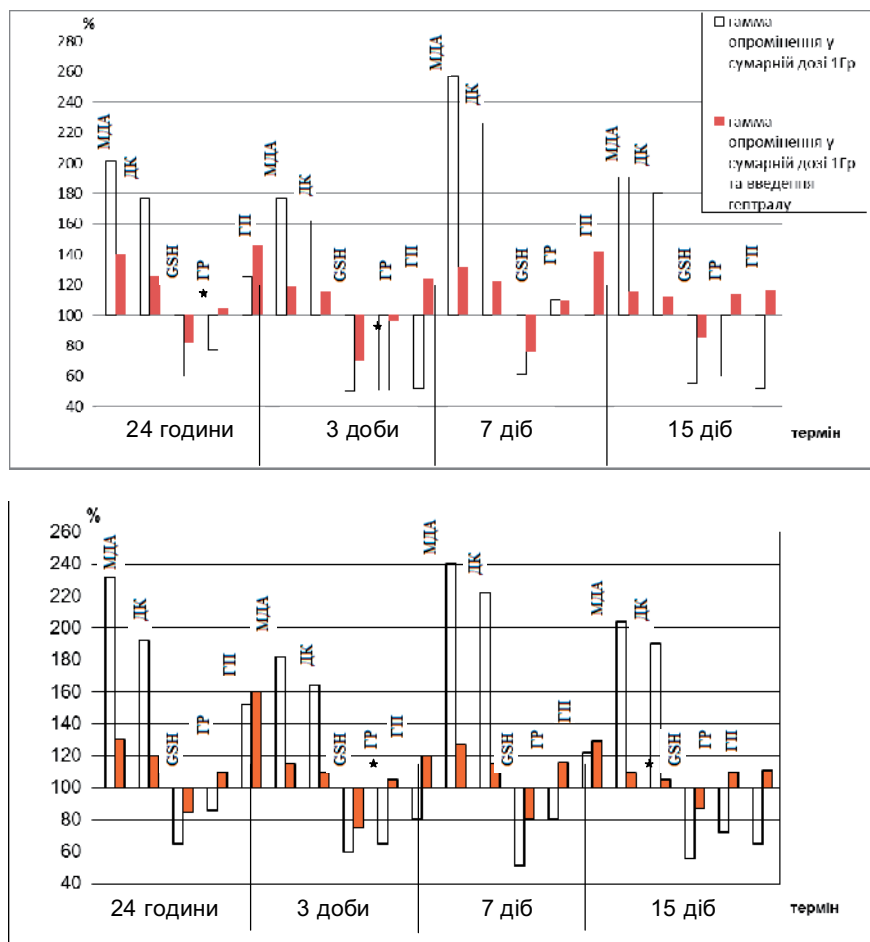 %
280
260
240
220
200
180
160
140
120
100
80
60
40
МДА
ДК
GSH
ГР
ГП
МДА
ДК
GSH
ГР
ГП
МДА
ДК
GSH
ГР
ГП
МДА
ДК
GSH
ГР
ГП
гамма
опромінення у
сумарній дозі 1Гр
гамма
опромінення у
сумарній дозі 1Гр
та введення
гептралу
24 години
3 доби
7 діб
15 діб
термін
%
260
240
220
200
180
160
140
120
100
80
60
40
МДА
ДК
GSH
ГР
ГП
МДА
ДК
GSH
ГР
ГП
МДА
ДК
GSH
ГР
ГП
МДА
ДК
GSH
ГР
ГП
24 години
3 доби
7 діб
15 діб
термін